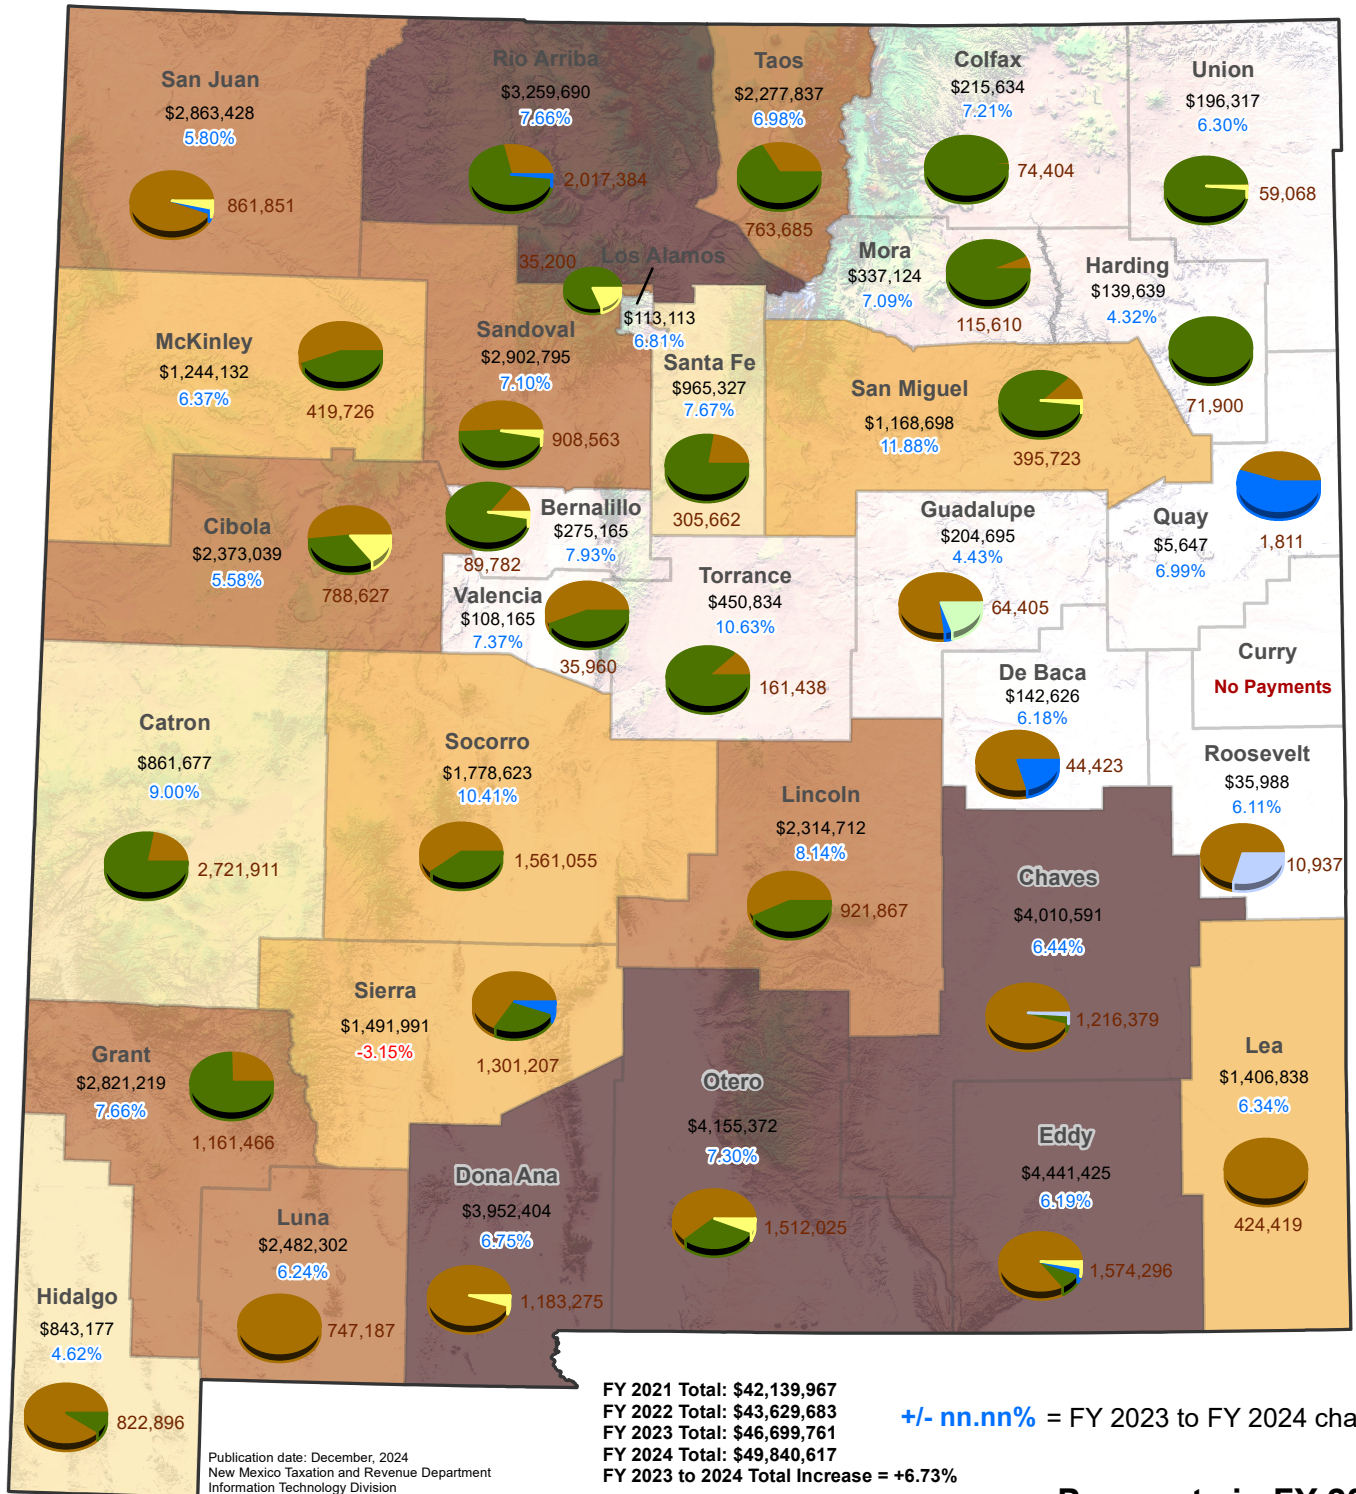 San Juan
$2,863,428
5.80%
861,851
Rio Arriba
$3,259,690
7.66%
2,017,384
Taos
$2,277,837
6.98%
763,685
Colfax
$215,634
7.21%
74,404
Union
$196,317
6.30%
59,068
Mora
$337,124
7.09%
115,610
Harding
$139,639
4.32%
71,900
35,200
Los Alamos
$113,113
6.81%
McKinley
$1,244,132
6.37%
419,726
Sandoval
$2,902,795
7.10%
908,563
Santa Fe
$965,327
7.67%
305,662
San Miguel
$1,168,698
11.88%
395,723
Cibola
$2,373,039
5.58%
788,627
Bernalillo
$275,165
7.93%
89,782
Valencia
$108,165
7.37%
35,960
Torrance
$450,834
10.63%
161,438
Guadalupe
$204,695
4.43%
64,405
Quay
$5,647
6.99%
1,811
Curry
No Payments
De Baca
$142,626
6.18%
44,423
Roosevelt
$35,988
6.11%
10,937
Catron
$861,677
9.00%
2,721,911
Socorro
$1,778,623
10.41%
1,561,055
Lincoln
$2,314,712
8.14%
921,867
Chaves
$4,010,591
6.44%
1,216,379
Sierra
$1,491,991
-3.15%
1,301,207
Grant
$2,821,219
7.66%
1,161,466
Otero
$4,155,372
7.30%
1,512,025
Eddy
$4,441,425
6.19%
1,574,296
Lea
$1,406,838
6.34%
424,419
Dona Ana
$3,952,404
6.75%
1,183,275
Luna
$2,482,302
6.24%
747,187
Hidalgo
$843,177
4.62%
822,896
Publication date: December, 2024
New Mexico Taxation and Revenue Department
Information Technology Division
FY 2021 Total: $42,139,967
FY 2022 Total: $43,629,683
FY 2023 Total: $46,699,761
FY 2024 Total: $49,840,617
FY 2023 to 2024 Total Increase = +6.73%
+/- nn.nn% = FY 2023 to FY 2024 cha